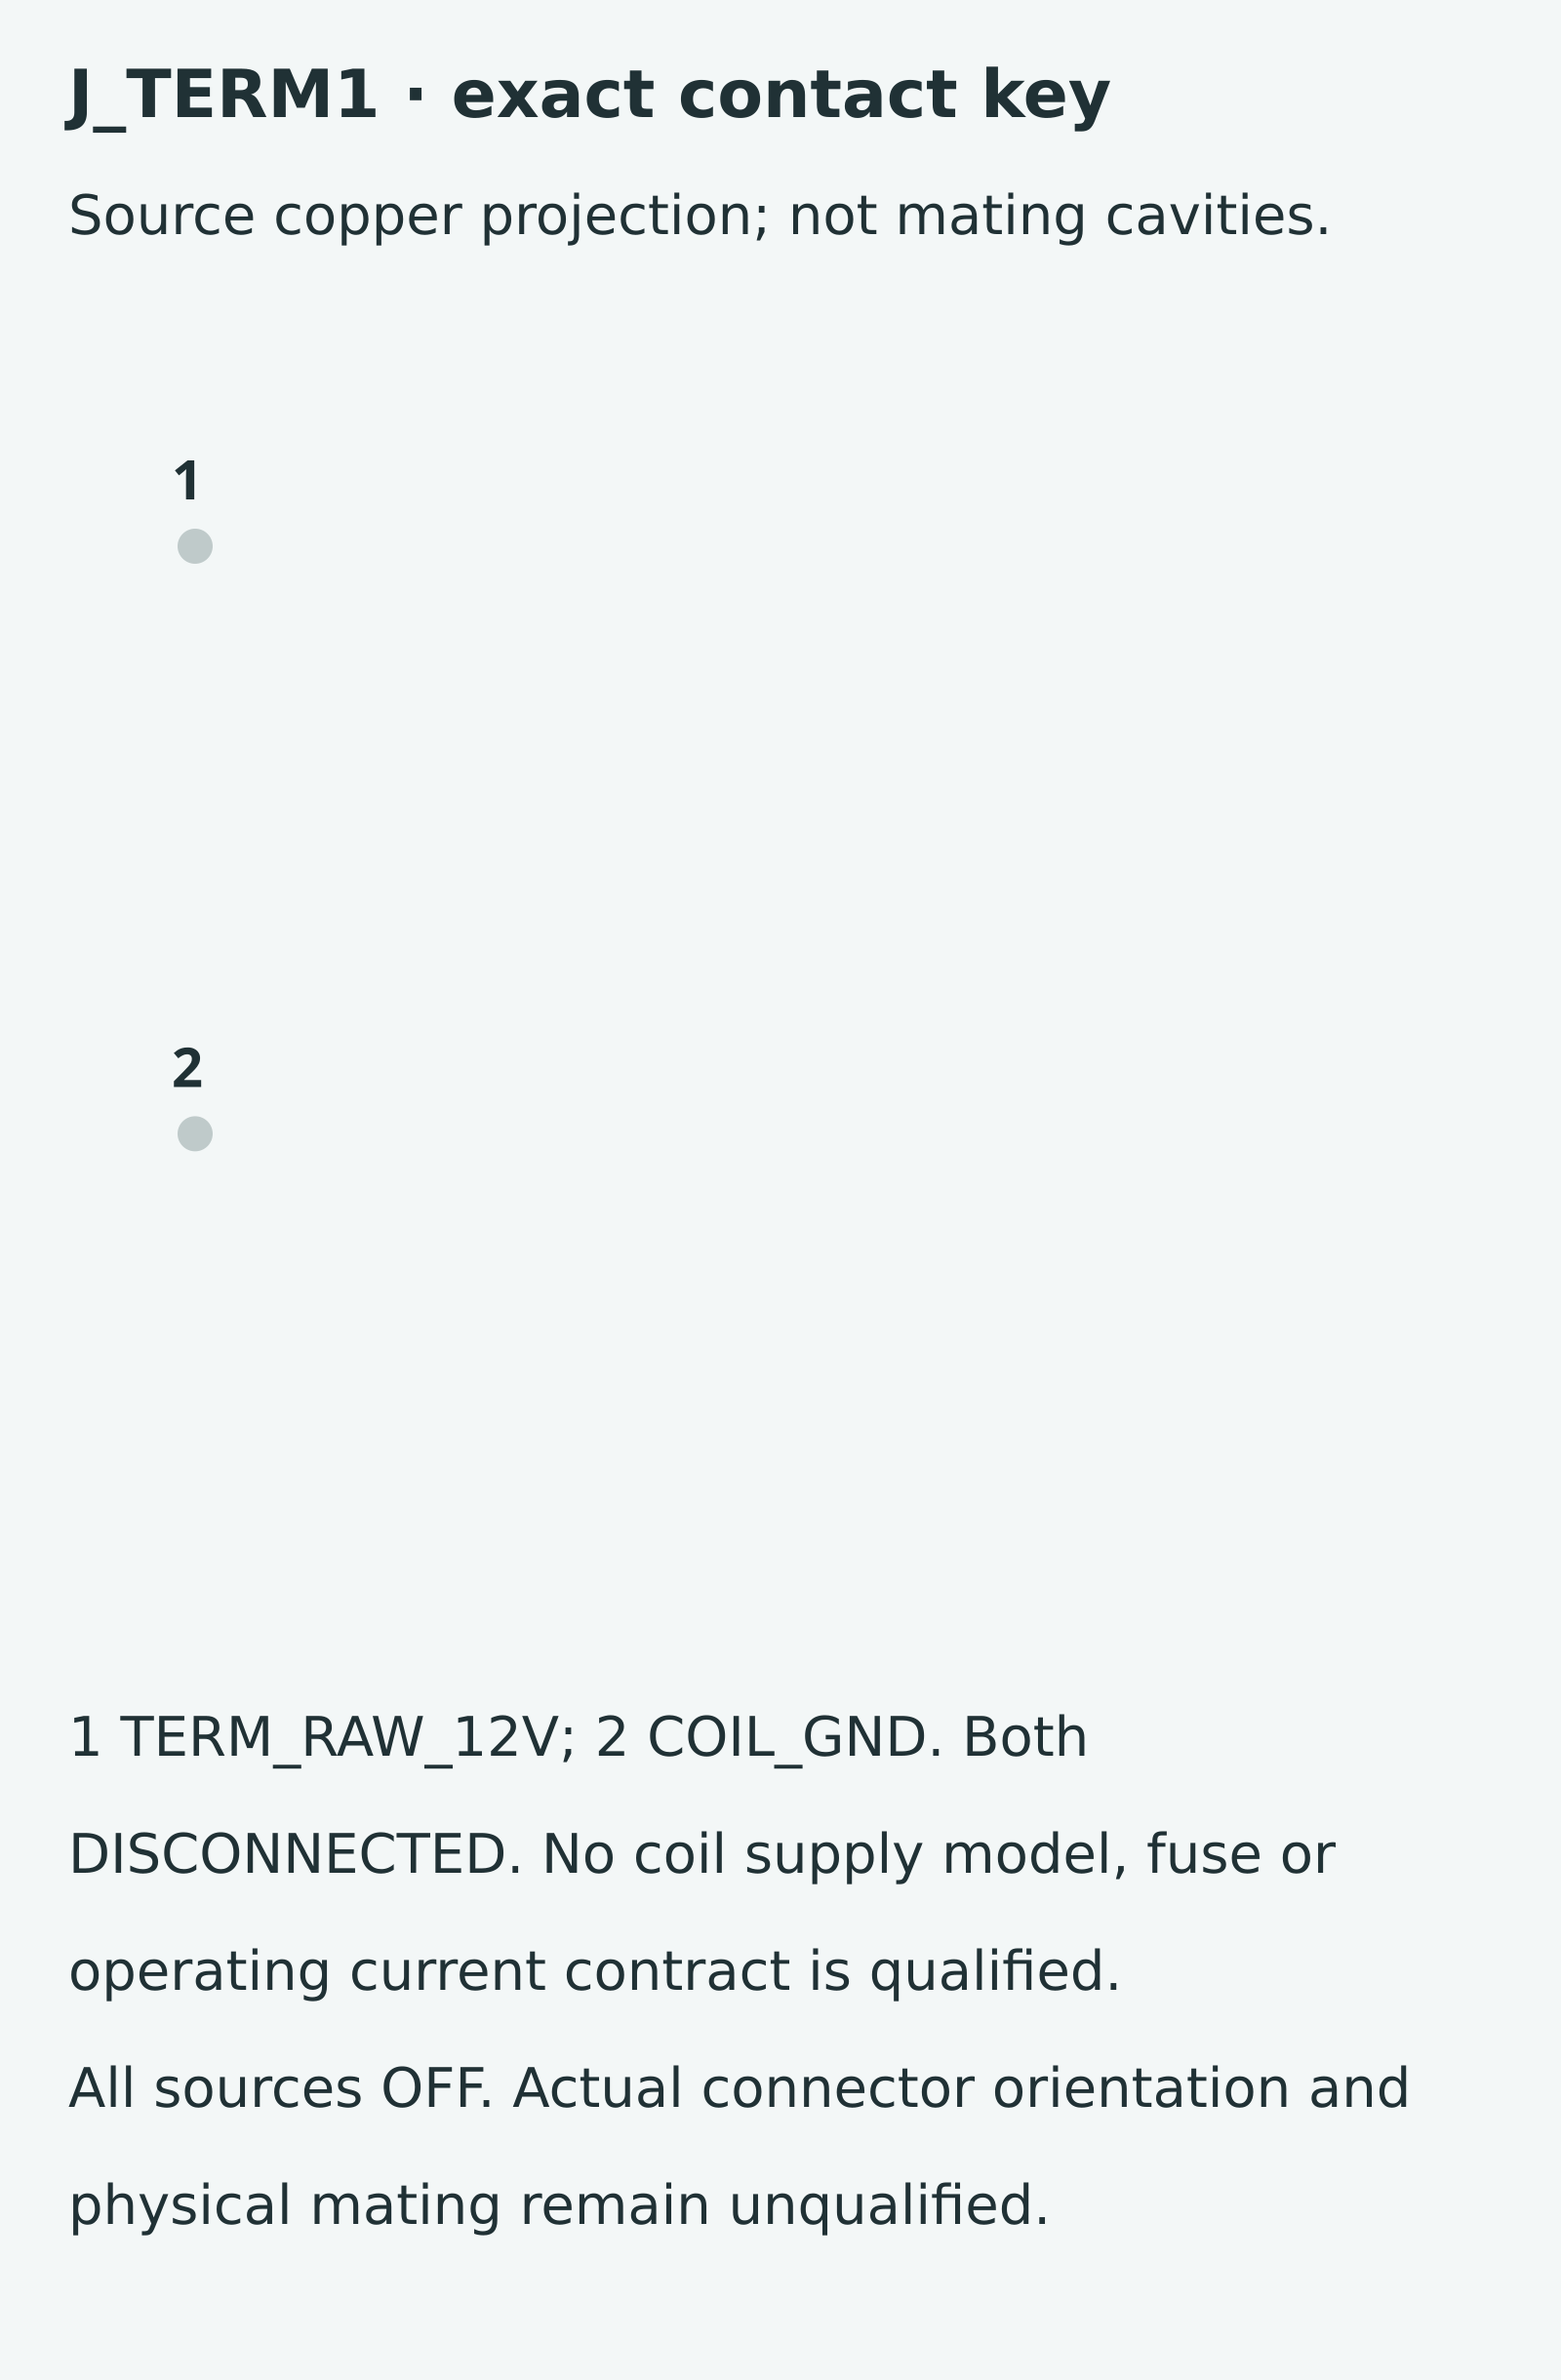 J_TERM1 · exact contact key
Source copper projection; not mating cavities.
1
2
1 TERM_RAW_12V; 2 COIL_GND. Both
DISCONNECTED. No coil supply model, fuse or
operating current contract is qualified.
All sources OFF. Actual connector orientation and
physical mating remain unqualified.